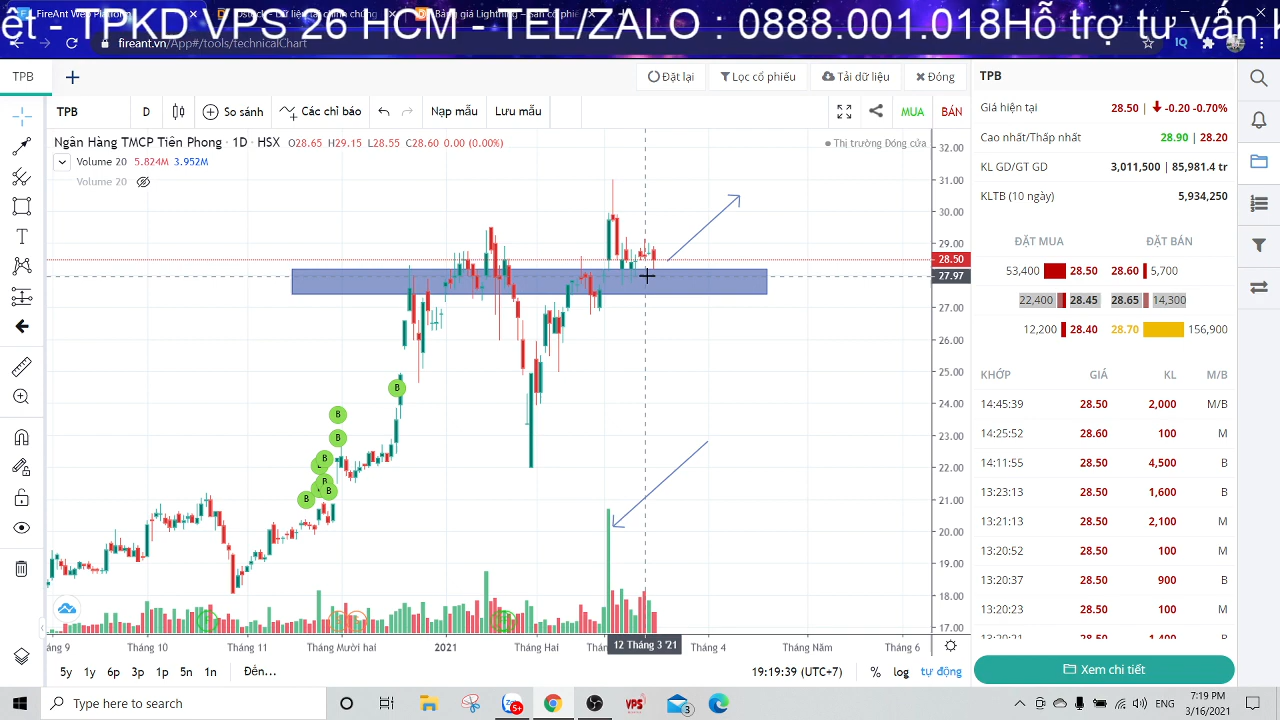 ệt - TPKD VPS 26 HCM - TEL/ZALO : 0888.001.018Hỗ trợ tư vấn
fireant.vn/App#/tools/technicalChart
IQ
TPB
Đặt lại
Lọc cổ phiếu
Tải dữ liệu
Đóng
TPB
D
So sánh
Các chỉ báo
Nạp mẫu
Lưu mẫu
MUA
BÁN
Ngân Hàng TMCP Tiên Phong · 1D · HSX O28.65 H29.15 L28.55 C28.60 0.00 (0.00%)
Thị trường Đóng cửa
Volume 20 5.824M 3.952M
Volume 20
32.00
31.00
30.00
29.00
28.50
27.97
27.00
26.00
25.00
24.00
23.00
22.00
21.00
20.00
19.00
18.00
17.00
B
B
B
B
B
B
B
Tháng 10
Tháng 11
Tháng Mười hai
2021
Tháng Hai
12 Tháng 3 '21
Tháng 4
Tháng Năm
Tháng 6
5y 1y 6p 3p 1p 5n 1n Đến...
19:19:39 (UTC+7)
% log tự động
TPB
Giá hiện tại 28.50 | -0.20 -0.70%
Cao nhất/Thấp nhất 28.90 | 28.20
KL GD/GT GD 3,011,500 | 85,981.4 tr
KLTB (10 ngày) 5,934,250
ĐẶT MUA ĐẶT BÁN
53,400 28.50 28.60 5,700
22,400 28.45 28.65 14,300
12,200 28.40 28.70 156,900
KHỚP GIÁ KL M/B
14:45:39 28.50 2,000 M/B
14:25:52 28.60 100 M
14:11:55 28.50 4,500 B
13:23:13 28.50 1,600 B
13:21:13 28.50 2,100 B
13:20:52 28.50 100 M
13:20:37 28.50 900 B
13:20:23 28.50 100 M
Xem chi tiết
Type here to search
5+
VPS
3
ENG
7:19 PM
3/16/2021